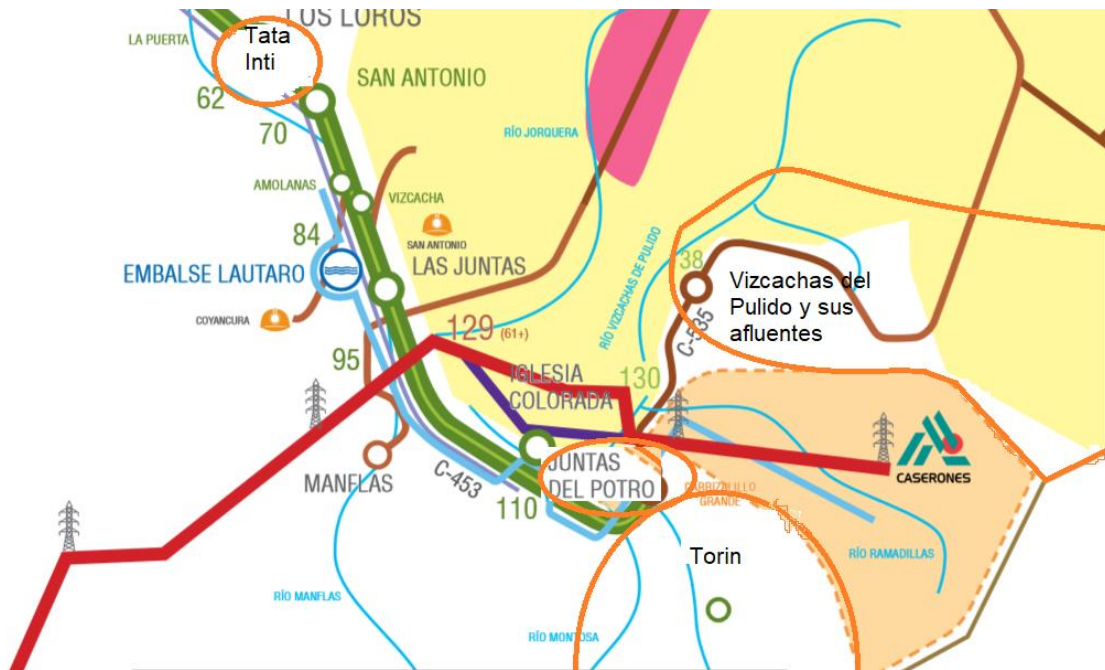 LOS LOROS
LA PUERTA
Tata
Inti
62
SAN ANTONIO
70
RÍO JORQUERA
AMOLANAS
VIZCACHA
84
SAN ANTONIO
LAS JUNTAS
EMBALSE LAUTARO
RÍO VIZCACHAS DE PULIDO
38
Vizcachas del
Pulido y sus
afluentes
COYANCURA
129 (61+)
C-535
95
IGLESIA
COLORADA
130
CASERONES
MANFLAS
C-453
JUNTAS
DEL POTRO
CARRIZALILLO
GRANDE
110
Torin
RÍO RAMADILLAS
RÍO MANFLAS
RÍO MONTOSA